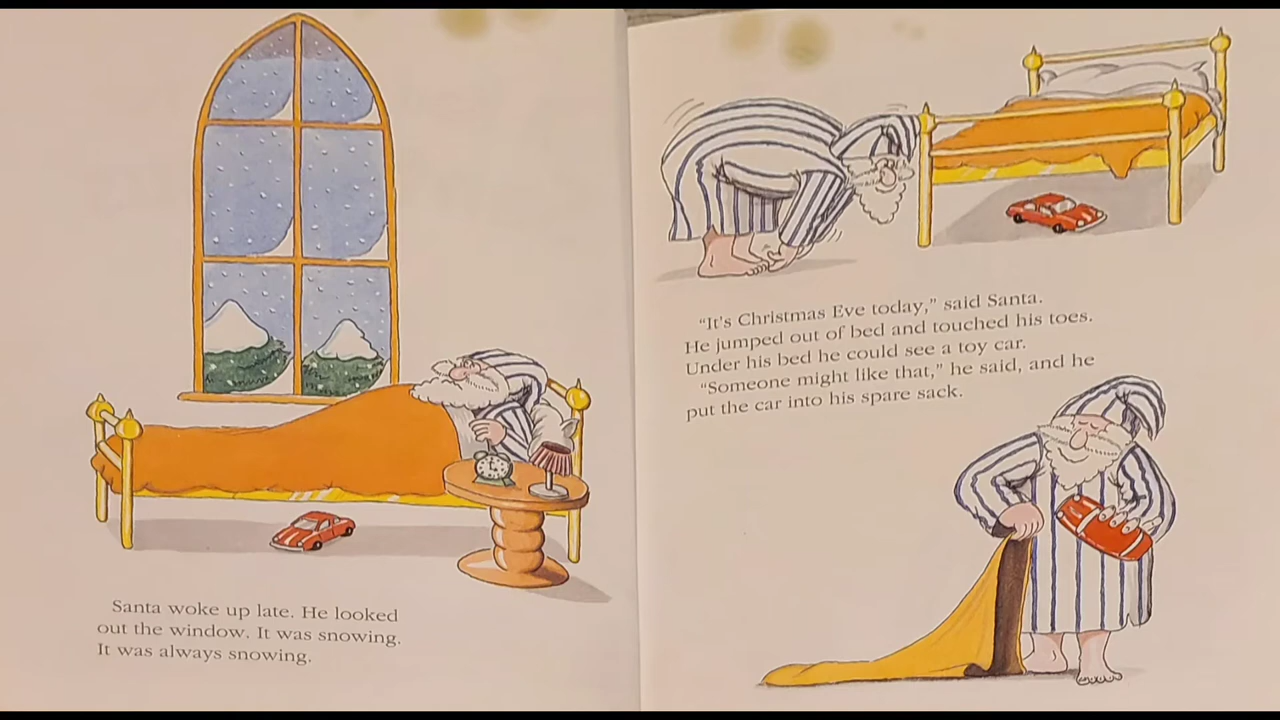 Santa woke up late. He looked
out the window. It was snowing.
It was always snowing.
“It's Christmas Eve today,” said Santa.
He jumped out of bed and touched his toes.
Under his bed he could see a toy car.
“Someone might like that,” he said, and he
put the car into his spare sack.